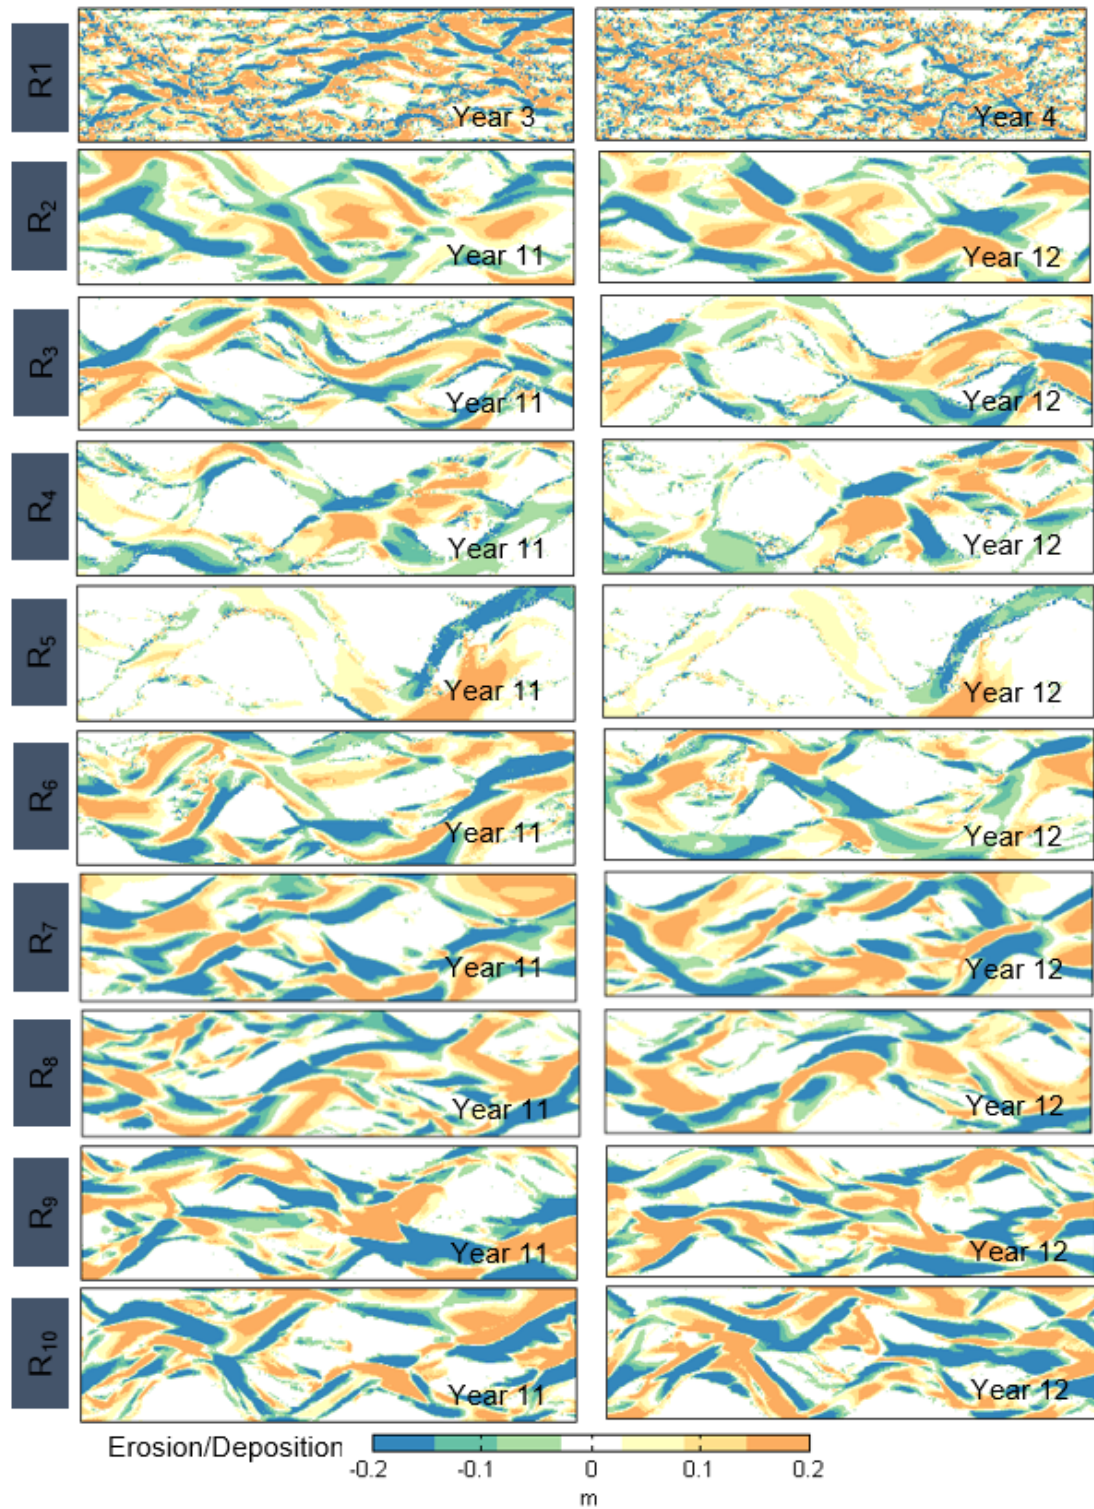 R1
Year 3
Year 4
R2
Year 11
Year 12
R3
Year 11
Year 12
R4
Year 11
Year 12
R5
Year 11
Year 12
R6
Year 11
Year 12
R7
Year 11
Year 12
R8
Year 11
Year 12
R9
Year 11
Year 12
R10
Year 11
Year 12
Erosion/Deposition
-0.2 -0.1 0 0.1 0.2
m